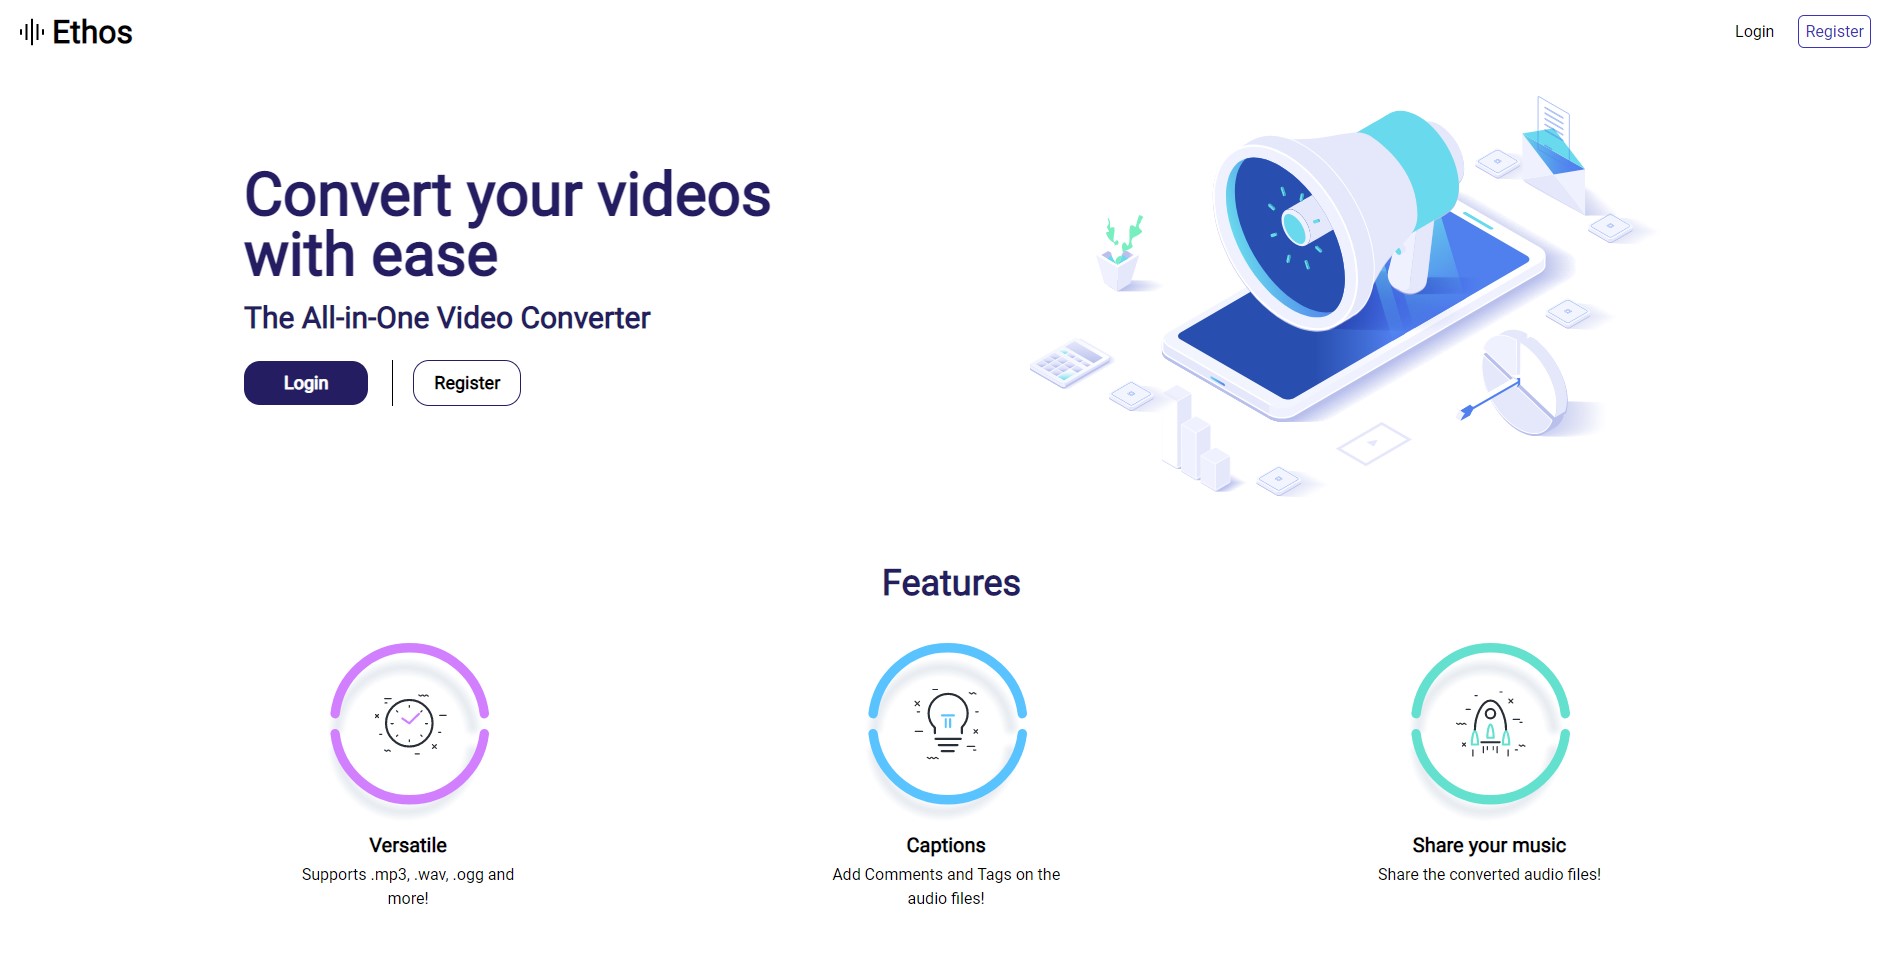 Ethos
Login
Register
Convert your videos
with ease
The All-in-One Video Converter
Login
Register
Features
Versatile
Supports .mp3, .wav, .ogg and
more!
Captions
Add Comments and Tags on the
audio files!
Share your music
Share the converted audio files!